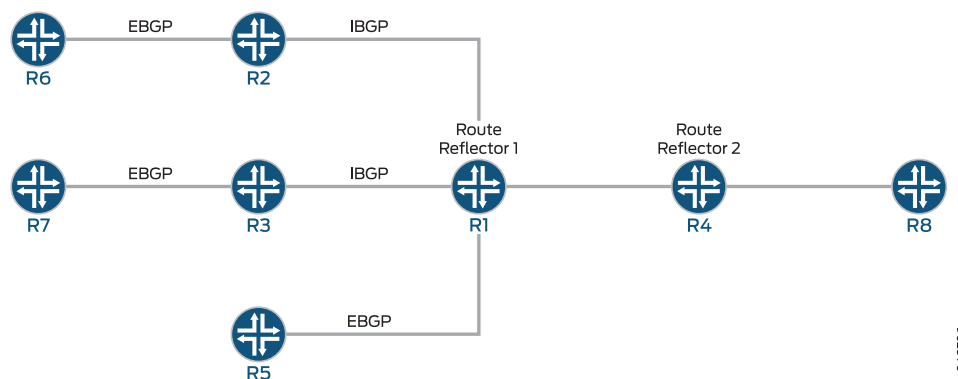 EBGP
IBGP
R6
R2
Route
Reflector 1
Route
Reflector 2
EBGP
IBGP
R7
R3
R1
R4
R8
EBGP
R5